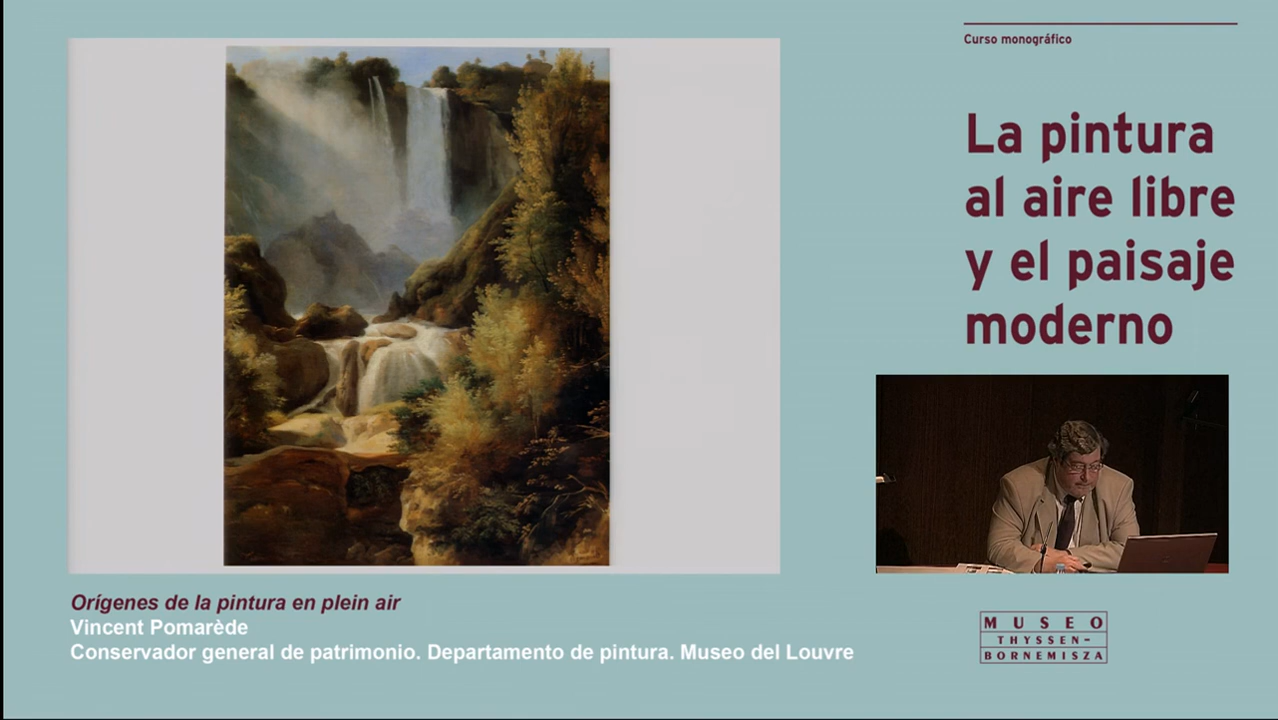 Curso monográfico
La pintura
al aire libre
y el paisaje
moderno
Orígenes de la pintura en plein air
Vincent Pomarède
Conservador general de patrimonio. Departamento de pintura. Museo del Louvre
MUSEO
THYSSEN-
BORNEMISZA